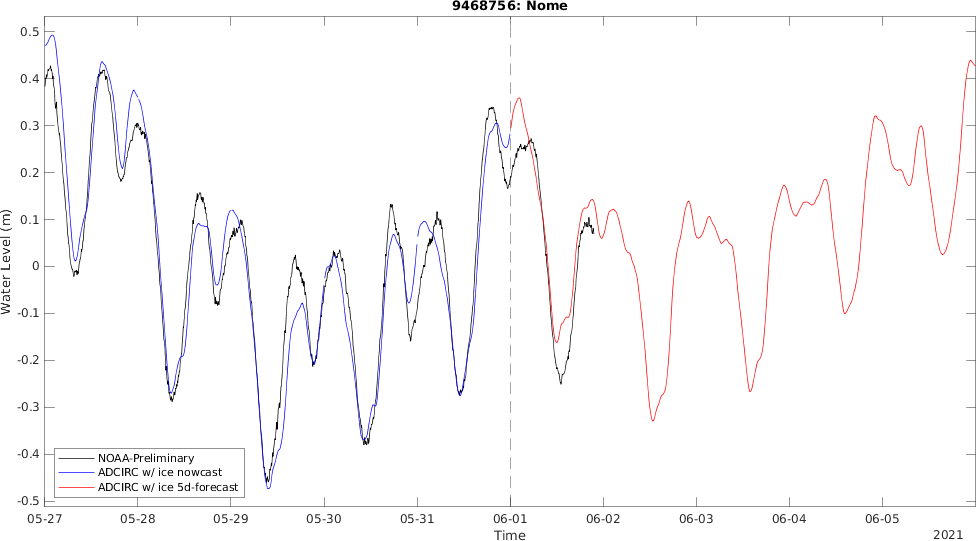 9468756: Nome
0.5
0.4
0.3
0.2
0.1
0
-0.1
-0.2
-0.3
-0.4
-0.5
Water Level (m)
NOAA-Preliminary
ADCIRC w/ ice nowcast
ADCIRC w/ ice 5d-forecast
05-27 05-28 05-29 05-30 05-31 06-01 06-02 06-03 06-04 06-05
Time
2021